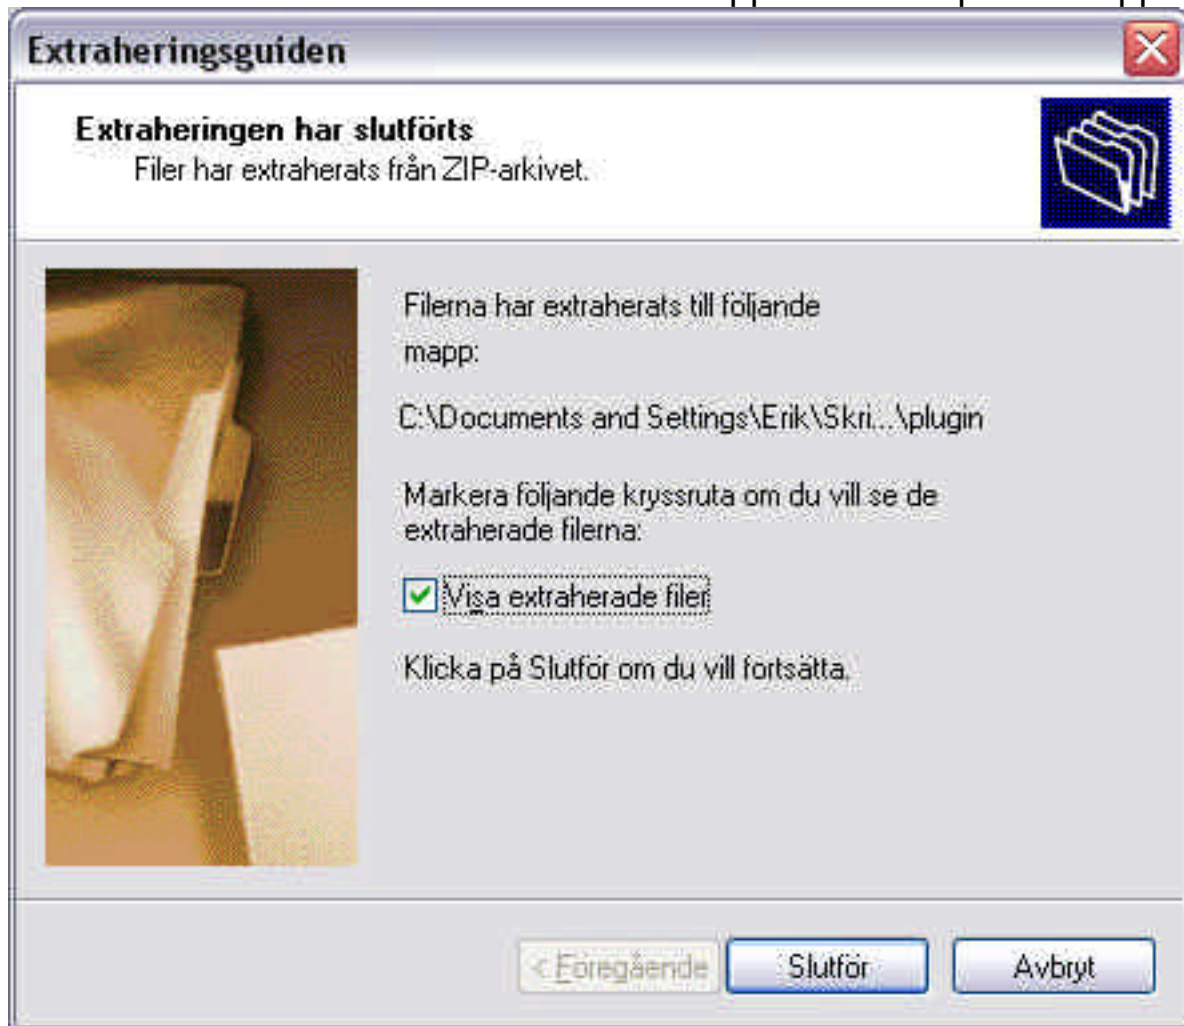 Extraheringsguiden
Extraheringen har slutförts
Filer har extraherats från ZIP-arkivet.
Filerna har extraherats till följande
mapp:
C:\Documents and Settings\Erik\Skri...\plugin
Markera följande kryssruta om du vill se de
extraherade filerna:
Visa extraherade filer
Klicka på Slutför om du vill fortsätta.
< Föregående
Slutför
Avbryt